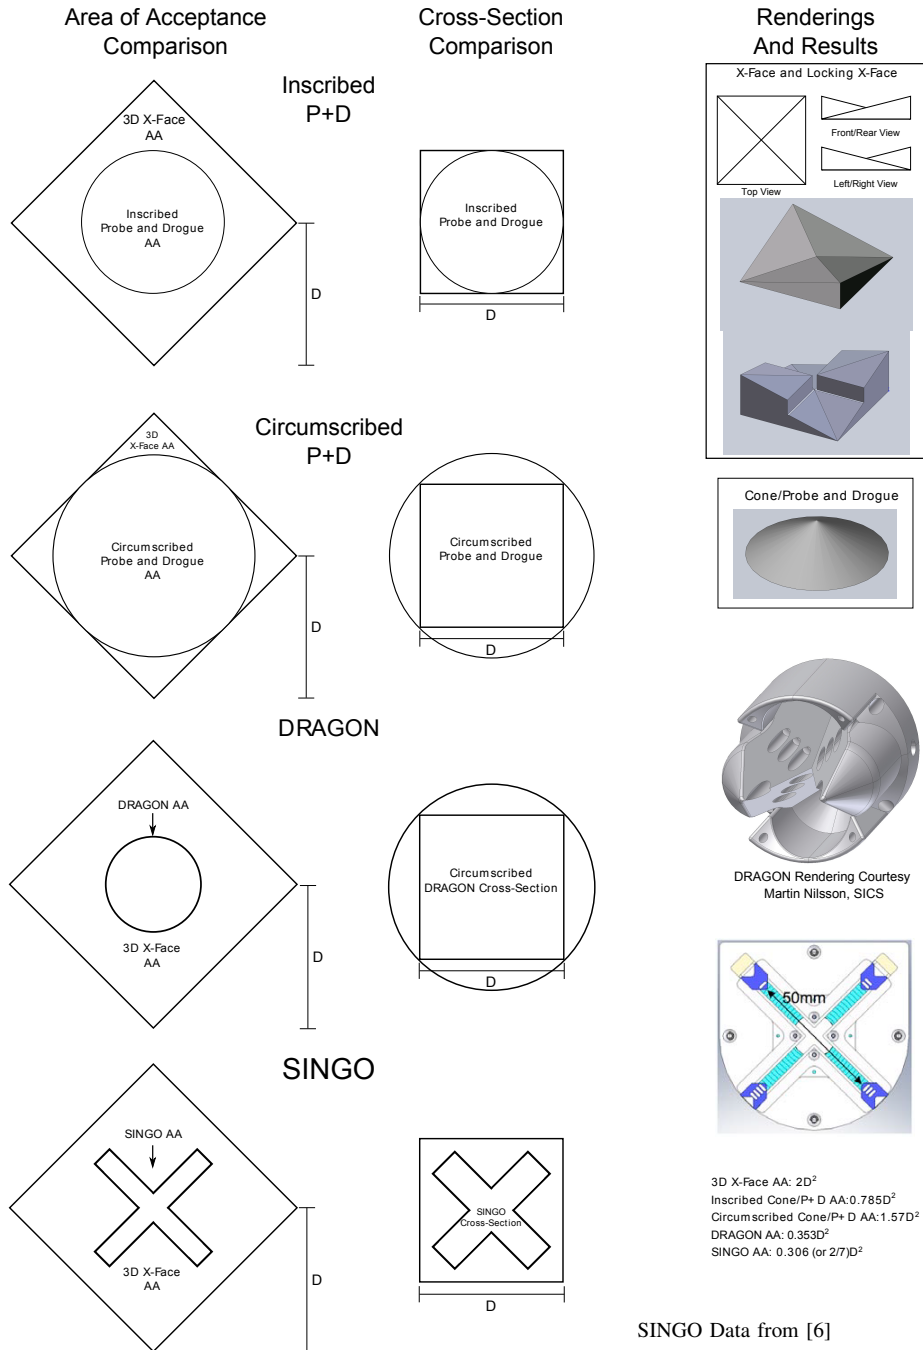 Area of Acceptance
Comparison
Cross-Section
Comparison
Renderings
And Results
Inscribed
P+D
3D X-Face
AA
Inscribed
Probe and Drogue
AA
D
Inscribed
Probe and Drogue
D
X-Face and Locking X-Face
Top View
Front/Rear View
Left/Right View
Circumscribed
P+D
3D
X-Face AA
Circumscribed
Probe and Drogue
AA
D
Circumscribed
Probe and Drogue
D
Cone/Probe and Drogue
DRAGON
DRAGON AA
3D X-Face
AA
D
Circumscribed
DRAGON Cross-Section
D
DRAGON Rendering Courtesy
Martin Nilsson, SICS
50mm
SINGO
SINGO AA
3D X-Face
AA
D
SINGO
Cross-Section
D
3D X-Face AA: 2D²
Inscribed Cone/P+D AA:0.785D²
Circumscribed Cone/P+D AA:1.57D²
DRAGON AA: 0.353D²
SINGO AA: 0.306 (or 2/7)D²
SINGO Data from [6]